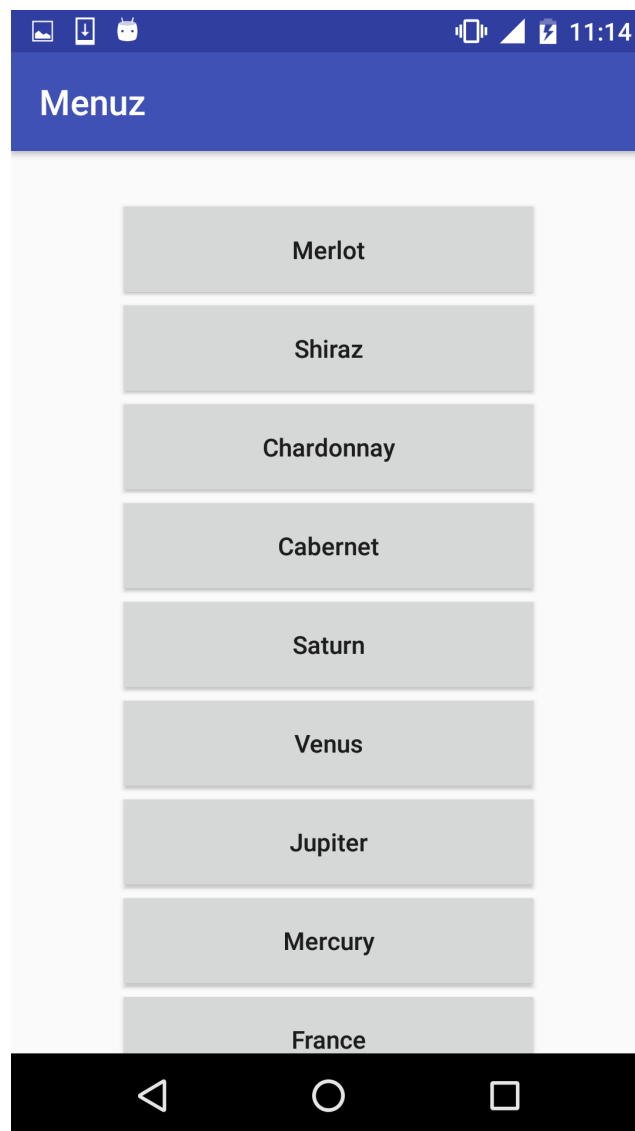 11:14
Menuz
Merlot
Shiraz
Chardonnay
Cabernet
Saturn
Venus
Jupiter
Mercury
France